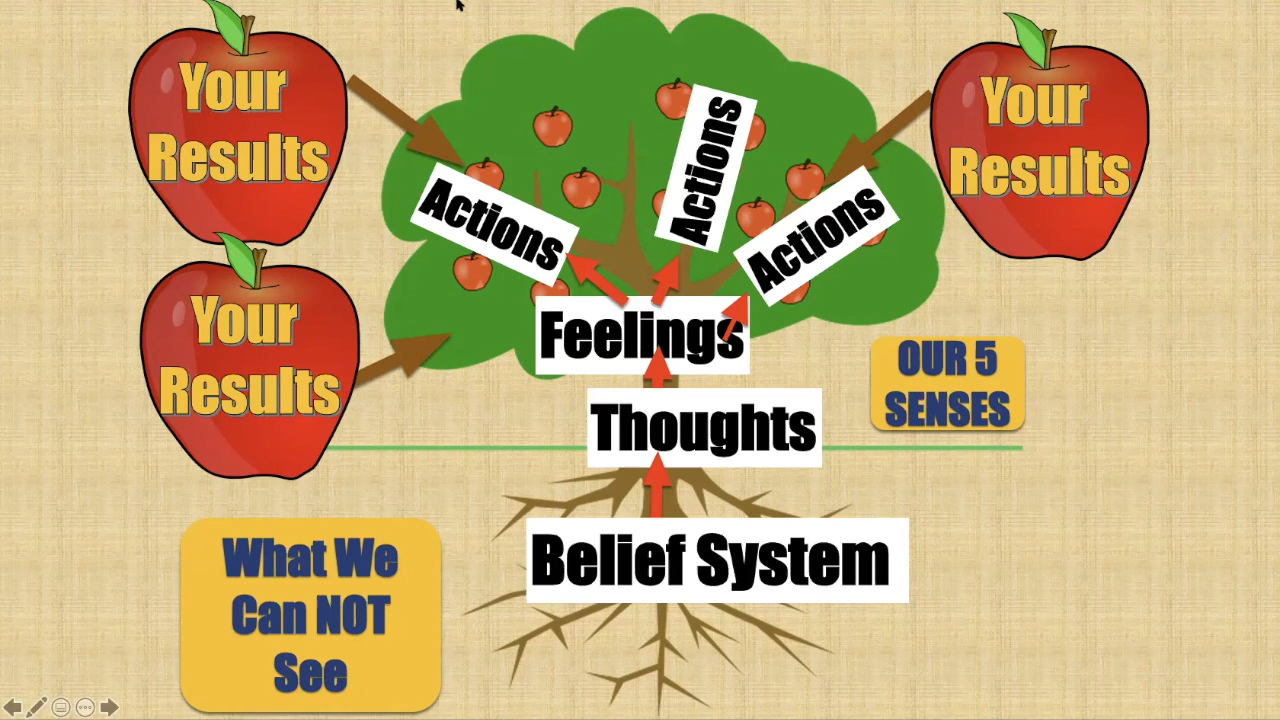 Your
Results
Your
Results
Actions
Actions
Actions
Your
Results
Feelings
OUR 5
SENSES
Thoughts
Belief System
What We
Can NOT
See